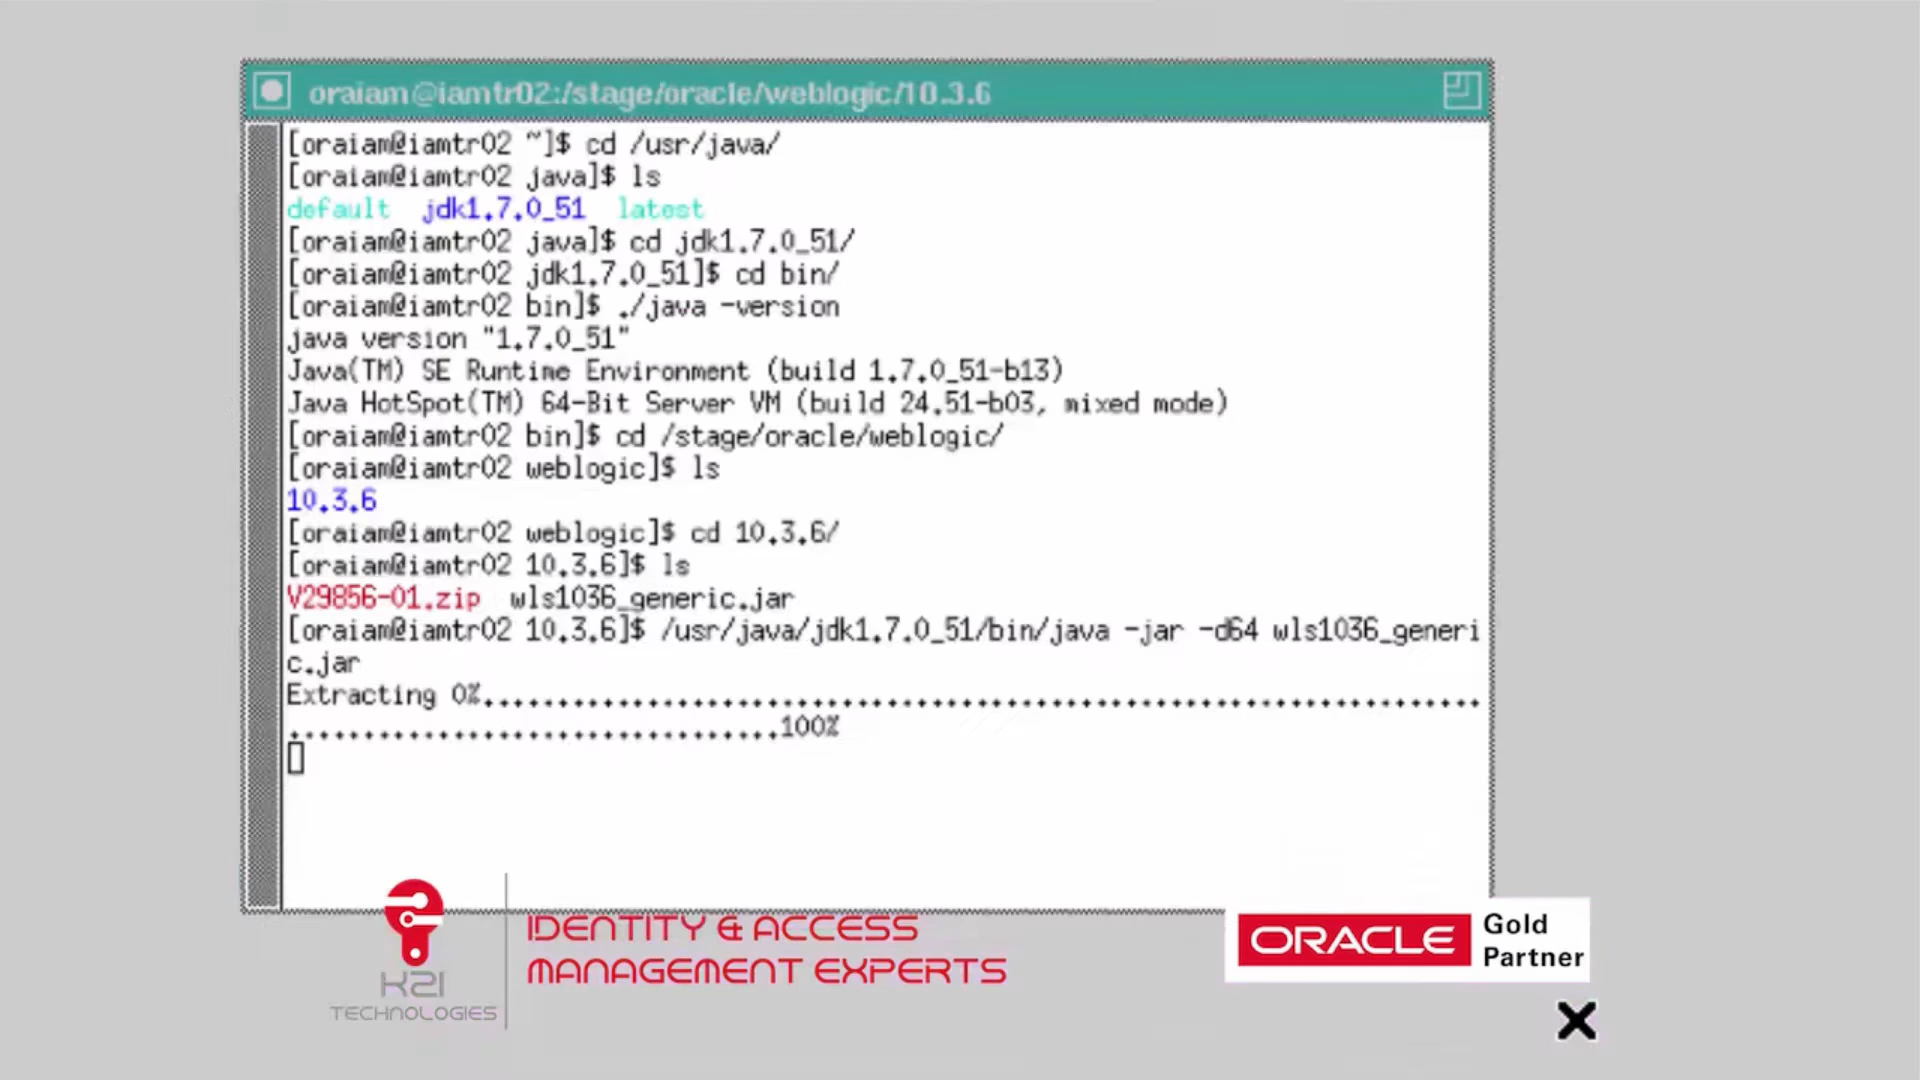 oraiam@iamtr02:/stage/oracle/weblogic/10.3.6
[oraiam@iamtr02 ~]$ cd /usr/java/
[oraiam@iamtr02 java]$ ls
default  jdk1.7.0_51  latest
[oraiam@iamtr02 java]$ cd jdk1.7.0_51/
[oraiam@iamtr02 jdk1.7.0_51]$ cd bin/
[oraiam@iamtr02 bin]$ ./java -version
java version "1.7.0_51"
Java(TM) SE Runtime Environment (build 1.7.0_51-b13)
Java HotSpot(TM) 64-Bit Server VM (build 24.51-b03, mixed mode)
[oraiam@iamtr02 bin]$ cd /stage/oracle/weblogic/
[oraiam@iamtr02 weblogic]$ ls
10.3.6
[oraiam@iamtr02 weblogic]$ cd 10.3.6/
[oraiam@iamtr02 10.3.6]$ ls
V29856-01.zip  wls1036_generic.jar
[oraiam@iamtr02 10.3.6]$ /usr/java/jdk1.7.0_51/bin/java -jar -d64 wls1036_generi
c.jar
Extracting 0%...................................................................
.................................100%
K21
TECHNOLOGIES
IDENTITY & ACCESS
MANAGEMENT EXPERTS
ORACLE
Gold
Partner